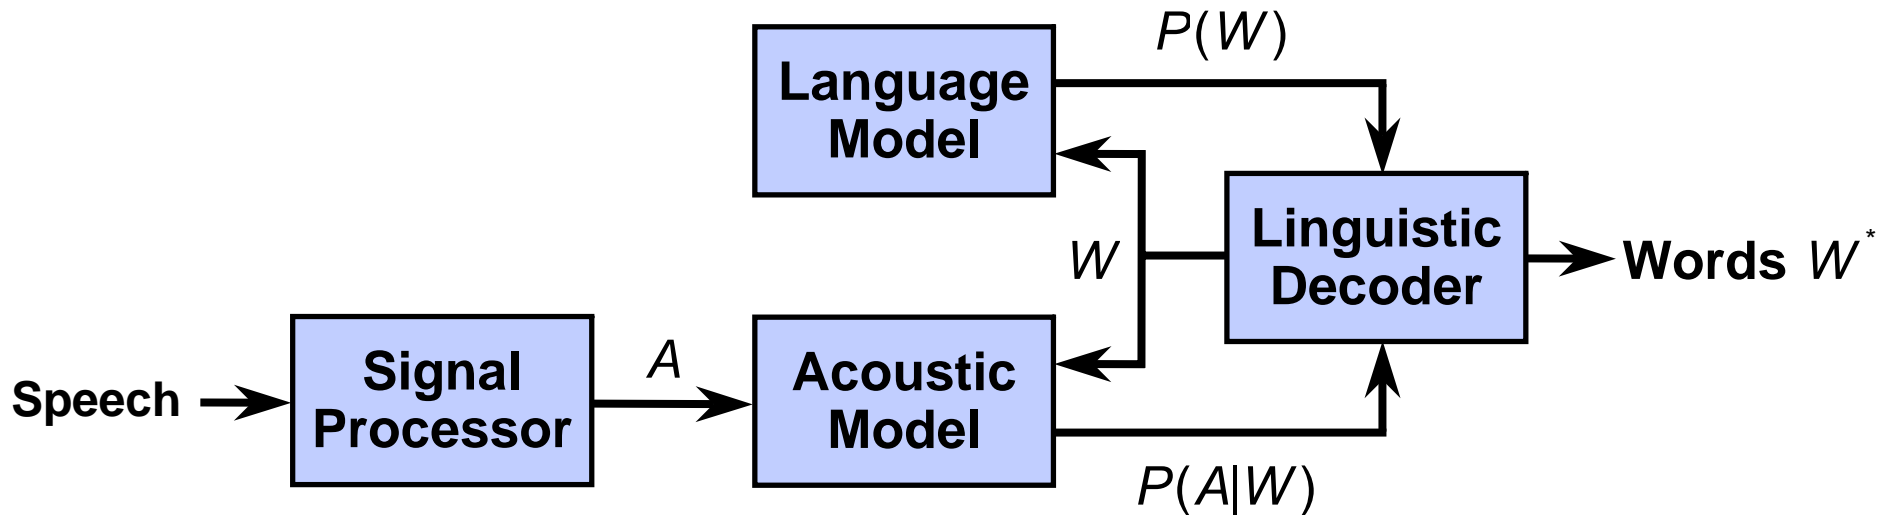 P(W)
Language
Model
W
Linguistic
Decoder
Words W*
Speech
Signal
Processor
A
Acoustic
Model
P(A|W)